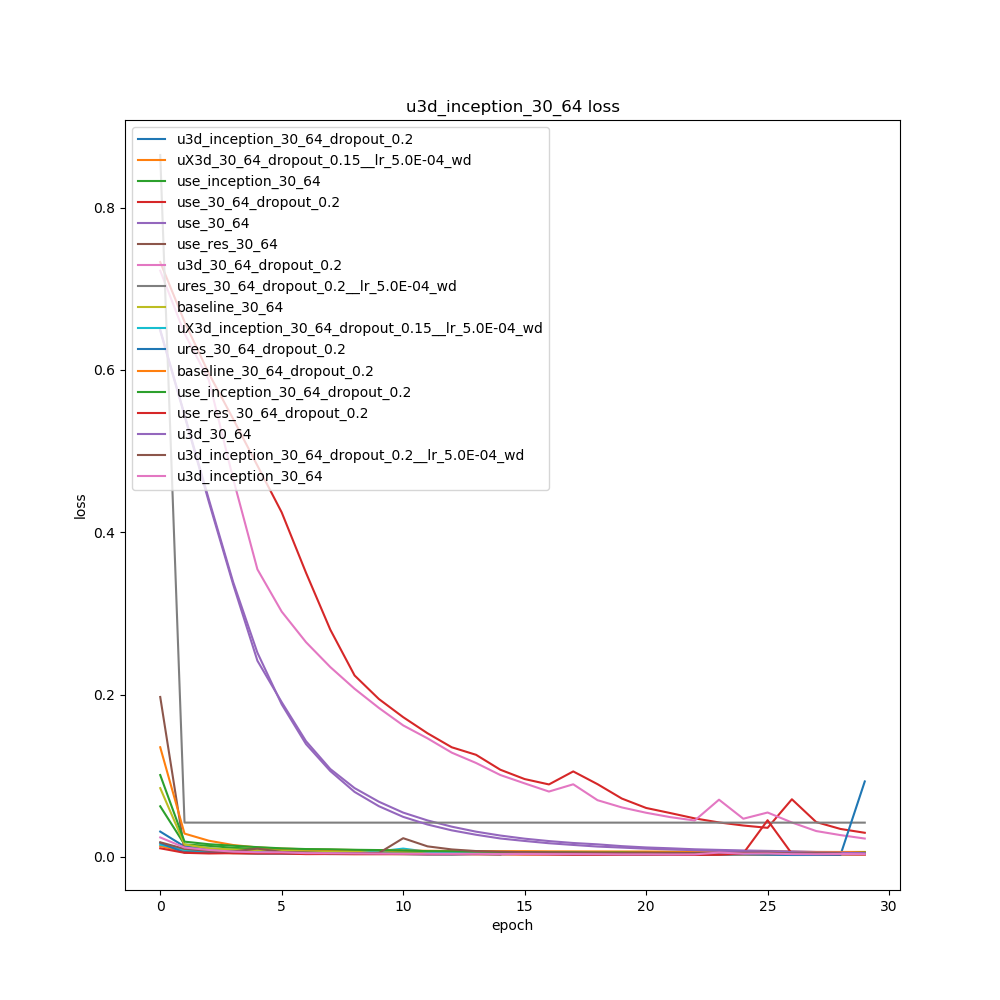 u3d_inception_30_64 loss
u3d_inception_30_64_dropout_0.2
uX3d_30_64_dropout_0.15__lr_5.0E-04_wd
use_inception_30_64
use_30_64_dropout_0.2
use_30_64
use_res_30_64
u3d_30_64_dropout_0.2
ures_30_64_dropout_0.2__lr_5.0E-04_wd
baseline_30_64
uX3d_inception_30_64_dropout_0.15__lr_5.0E-04_wd
ures_30_64_dropout_0.2
baseline_30_64_dropout_0.2
use_inception_30_64_dropout_0.2
use_res_30_64_dropout_0.2
u3d_30_64
u3d_inception_30_64_dropout_0.2__lr_5.0E-04_wd
u3d_inception_30_64
0.8
0.6
0.4
0.2
0.0
loss
0 5 10 15 20 25 30
epoch